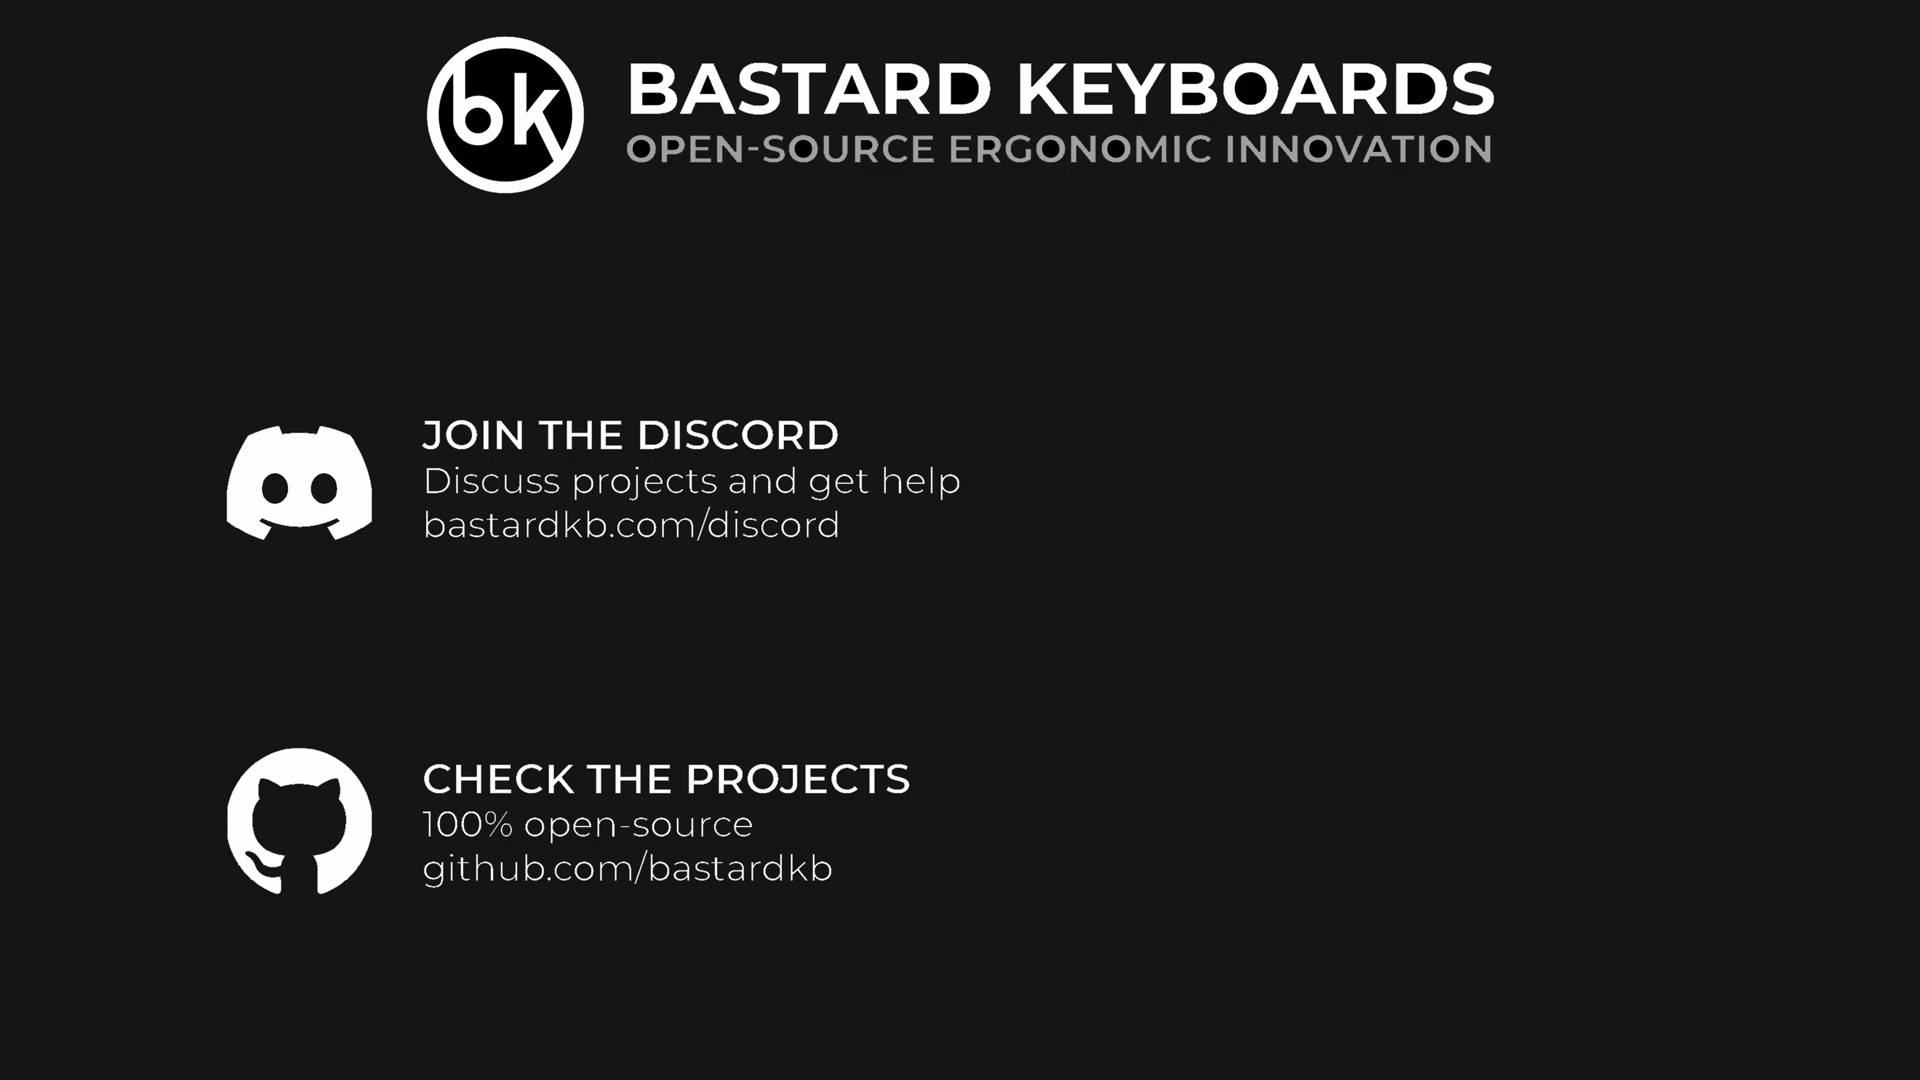 bk
BASTARD KEYBOARDS
OPEN-SOURCE ERGONOMIC INNOVATION
JOIN THE DISCORD
Discuss projects and get help
bastardkb.com/discord
CHECK THE PROJECTS
100% open-source
github.com/bastardkb